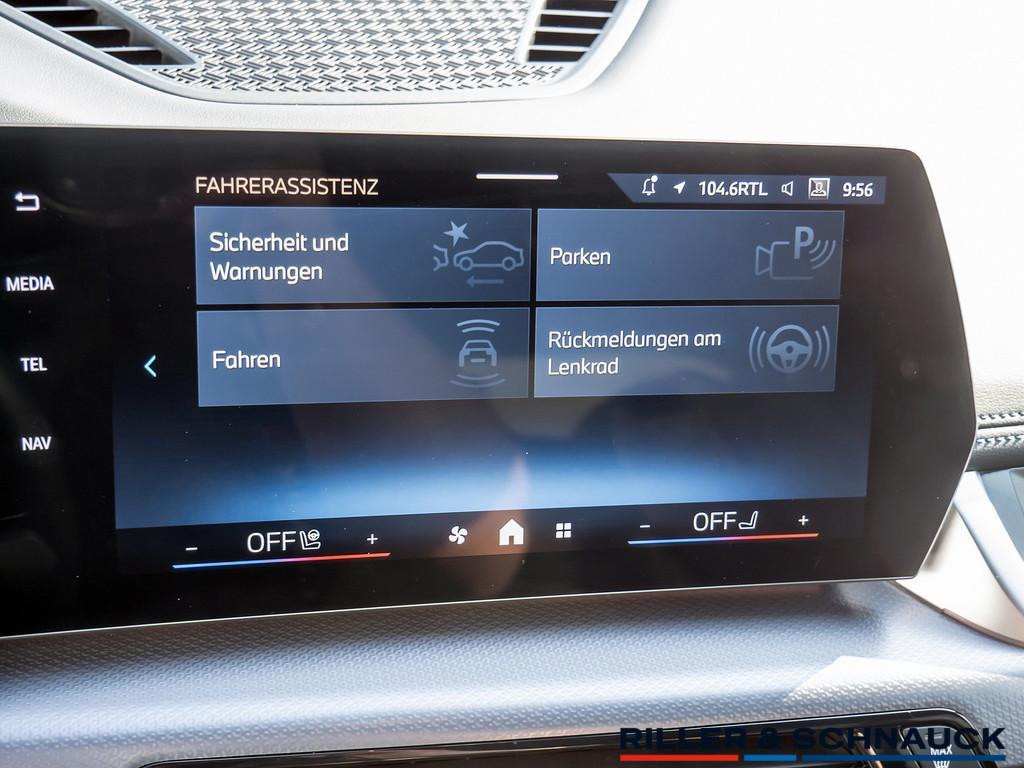 FAHRERASSISTENZ
104.6RTL 9:56
Sicherheit und
Warnungen
Parken
MEDIA
TEL
Fahren
Rückmeldungen am
Lenkrad
NAV
− OFF +
− OFF +
RILLER & SCHNAUCK
MAX